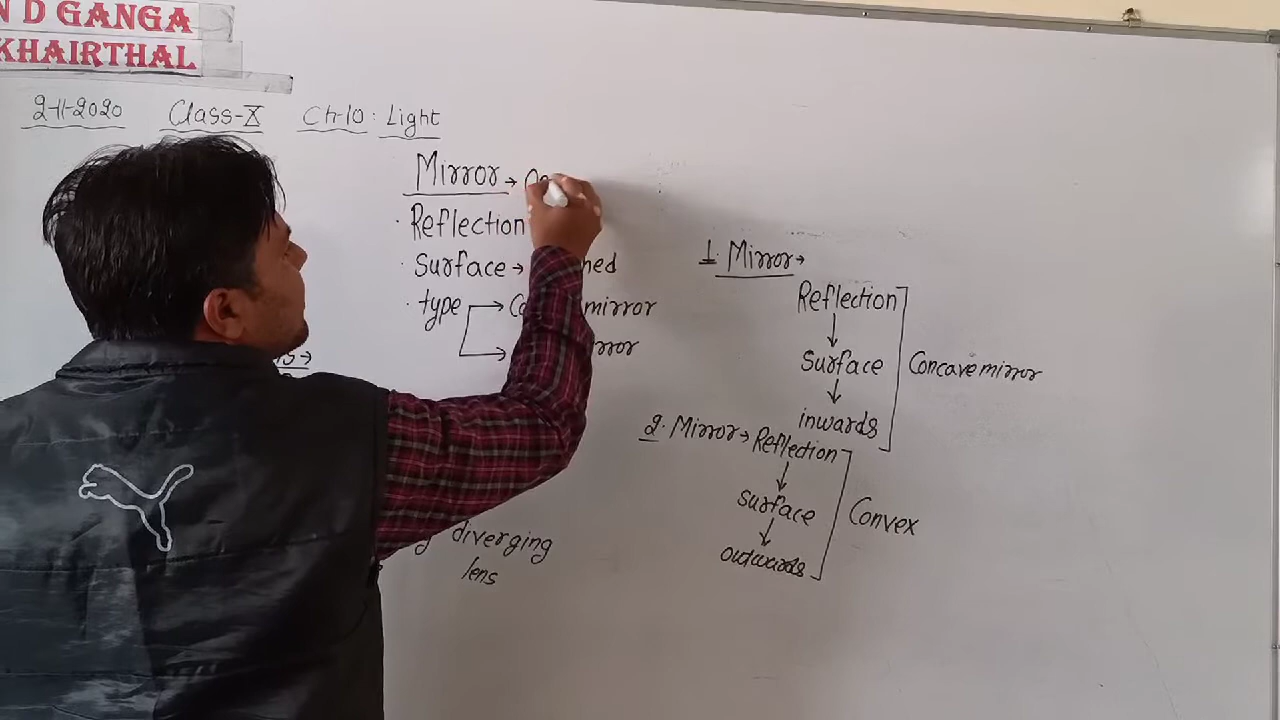 N D GANGA
KHAIRTHAL
2-11-2020 Class-X Ch-10 : Light
Mirror →
· Reflection
· Surface →
· type → mirror
→
diverging
lens
1. Mirror →
Reflection
↓
Surface
↓
inwards
Concave mirror
2. Mirror → Reflection
↓
surface
↓
outwards
Convex